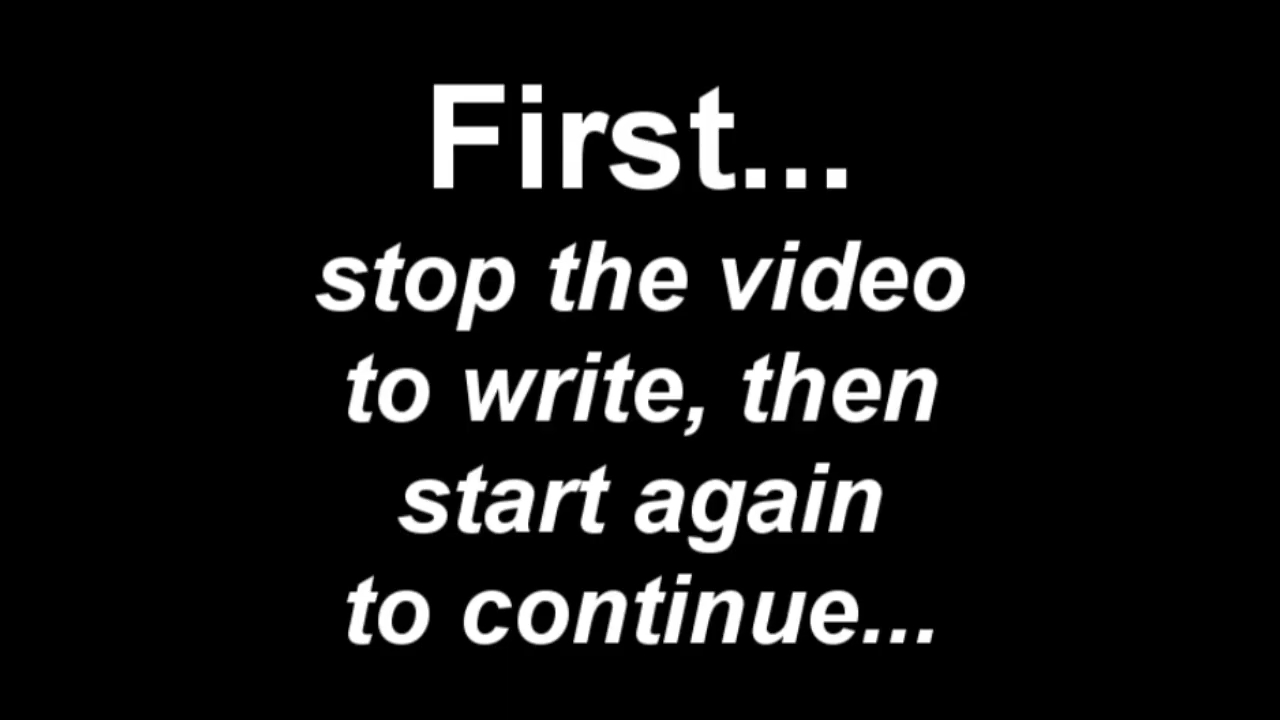 First...
stop the video
to write, then
start again
to continue...